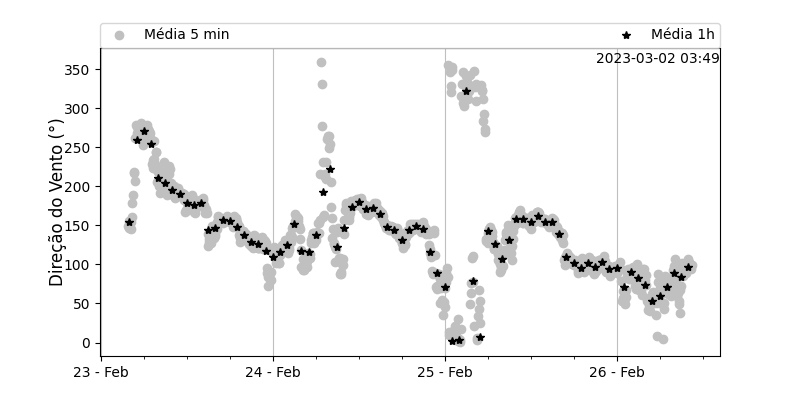 Média 5 min
Média 1h
2023-03-02 03:49
Direção do Vento (°)
350
300
250
200
150
100
50
0
23 - Feb
24 - Feb
25 - Feb
26 - Feb